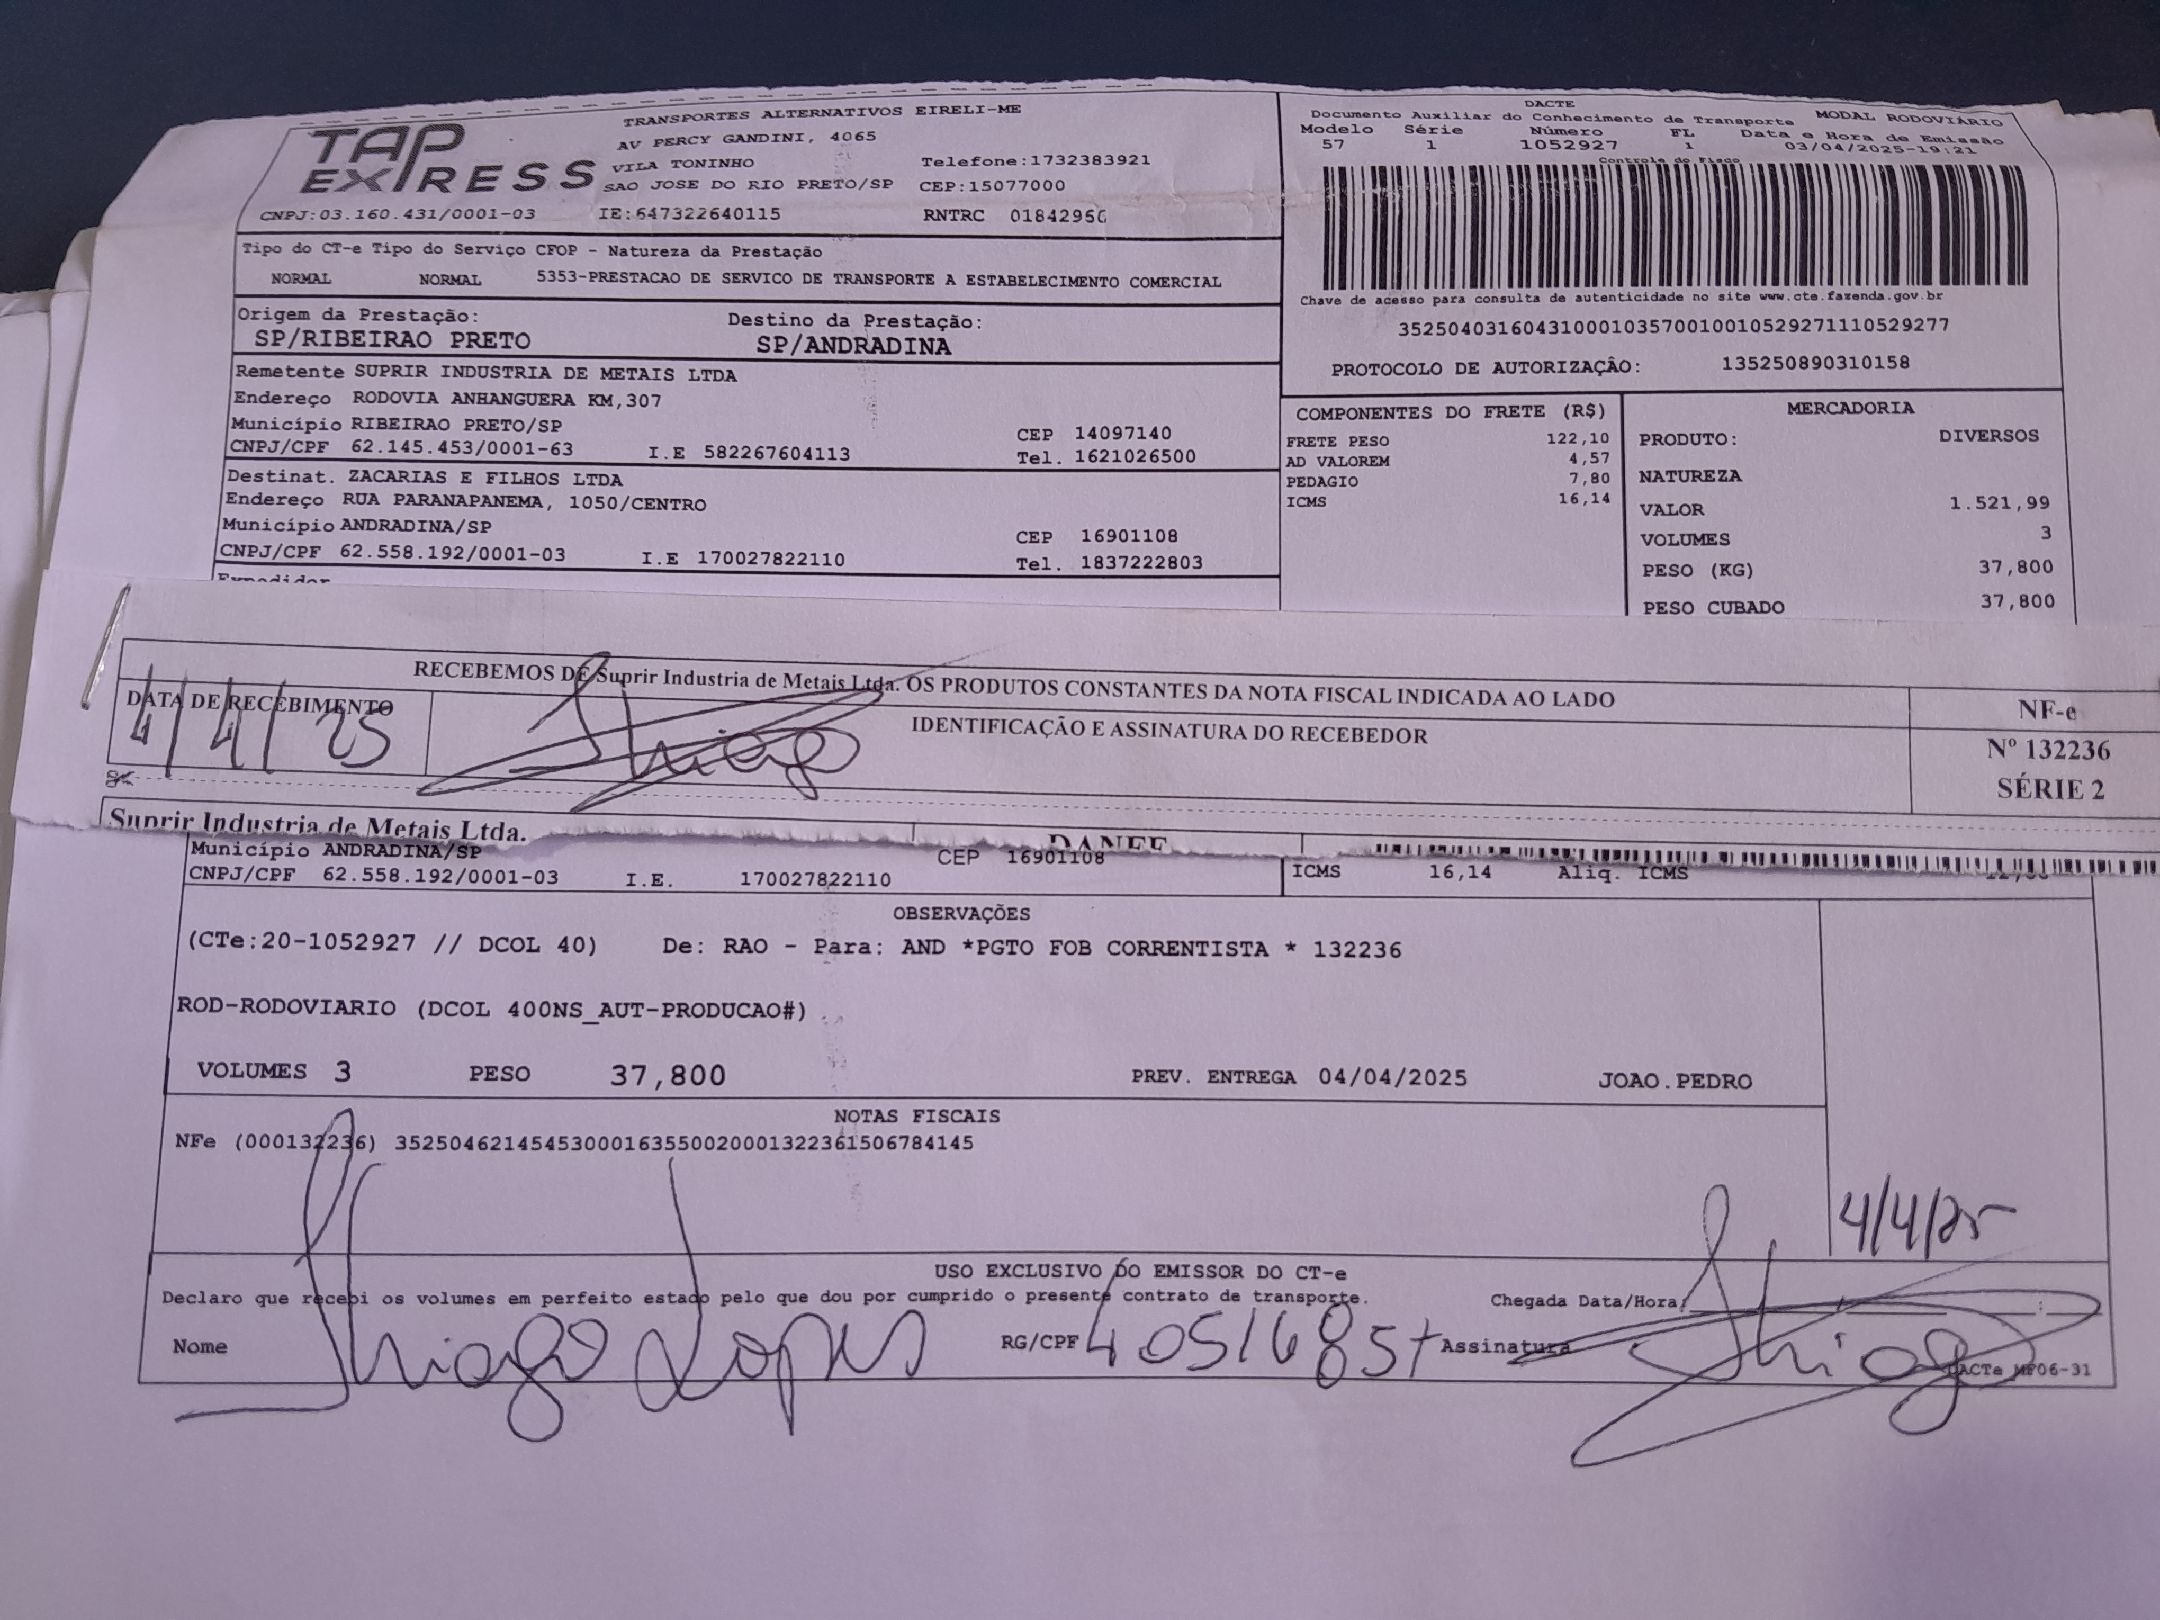 TAP EXPRESS
TRANSPORTES ALTERNATIVOS EIRELI-ME
AV PERCY GANDINI, 4065
VILA TONINHO Telefone:1732383921
SAO JOSE DO RIO PRETO/SP CEP:15077000
CNPJ:03.160.431/0001-03 IE:647322640115 RNTRC 01842956
DACTE
Documento Auxiliar do Conhecimento de Transporte MODAL RODOVIÁRIO
Modelo Série Número FL Data e Hora de Emissão
57 1 1052927 1 03/04/2025-19:21
Controle do Fisco
Tipo do CT-e Tipo do Serviço CFOP - Natureza da Prestação
NORMAL NORMAL 5353-PRESTACAO DE SERVICO DE TRANSPORTE A ESTABELECIMENTO COMERCIAL
Chave de acesso para consulta de autenticidade no site www.cte.fazenda.gov.br
35250403160431000103570010010529271110529277
PROTOCOLO DE AUTORIZAÇÃO: 135250890310158
Origem da Prestação: Destino da Prestação:
SP/RIBEIRAO PRETO SP/ANDRADINA
Remetente SUPRIR INDUSTRIA DE METAIS LTDA
Endereço RODOVIA ANHANGUERA KM,307
Município RIBEIRAO PRETO/SP CEP 14097140
CNPJ/CPF 62.145.453/0001-63 I.E 582267604113 Tel. 1621026500
Destinat. ZACARIAS E FILHOS LTDA
Endereço RUA PARANAPANEMA, 1050/CENTRO
Município ANDRADINA/SP CEP 16901108
CNPJ/CPF 62.558.192/0001-03 I.E 170027822110 Tel. 1837222803
Expedidor
COMPONENTES DO FRETE (R$)
FRETE PESO 122,10
AD VALOREM 4,57
PEDAGIO 7,80
ICMS 16,14
MERCADORIA
PRODUTO: DIVERSOS
NATUREZA
VALOR 1.521,99
VOLUMES 3
PESO (KG) 37,800
PESO CUBADO 37,800
RECEBEMOS DE Suprir Industria de Metais Ltda. OS PRODUTOS CONSTANTES DA NOTA FISCAL INDICADA AO LADO
DATA DE RECEBIMENTO IDENTIFICAÇÃO E ASSINATURA DO RECEBEDOR
4/4/25 Thiago
NF-e
Nº 132236
SÉRIE 2
Suprir Industria de Metais Ltda. DANFE
Município ANDRADINA/SP CEP 16901108
CNPJ/CPF 62.558.192/0001-03 I.E. 170027822110 ICMS 16,14 Aliq. ICMS
OBSERVAÇÕES
(CTe:20-1052927 // DCOL 40) De: RAO - Para: AND *PGTO FOB CORRENTISTA * 132236
ROD-RODOVIARIO (DCOL 400NS_AUT-PRODUCAO#)
VOLUMES 3 PESO 37,800 PREV. ENTREGA 04/04/2025 JOAO.PEDRO
NOTAS FISCAIS
NFe (000132236) 35250462145453000163550020001322361506784145
4/4/25
USO EXCLUSIVO DO EMISSOR DO CT-e
Declaro que recebi os volumes em perfeito estado pelo que dou por cumprido o presente contrato de transporte. Chegada Data/Hora: / :
Nome Thiago Lopes RG/CPF Assinatura Thiago
DACTe MF06-31